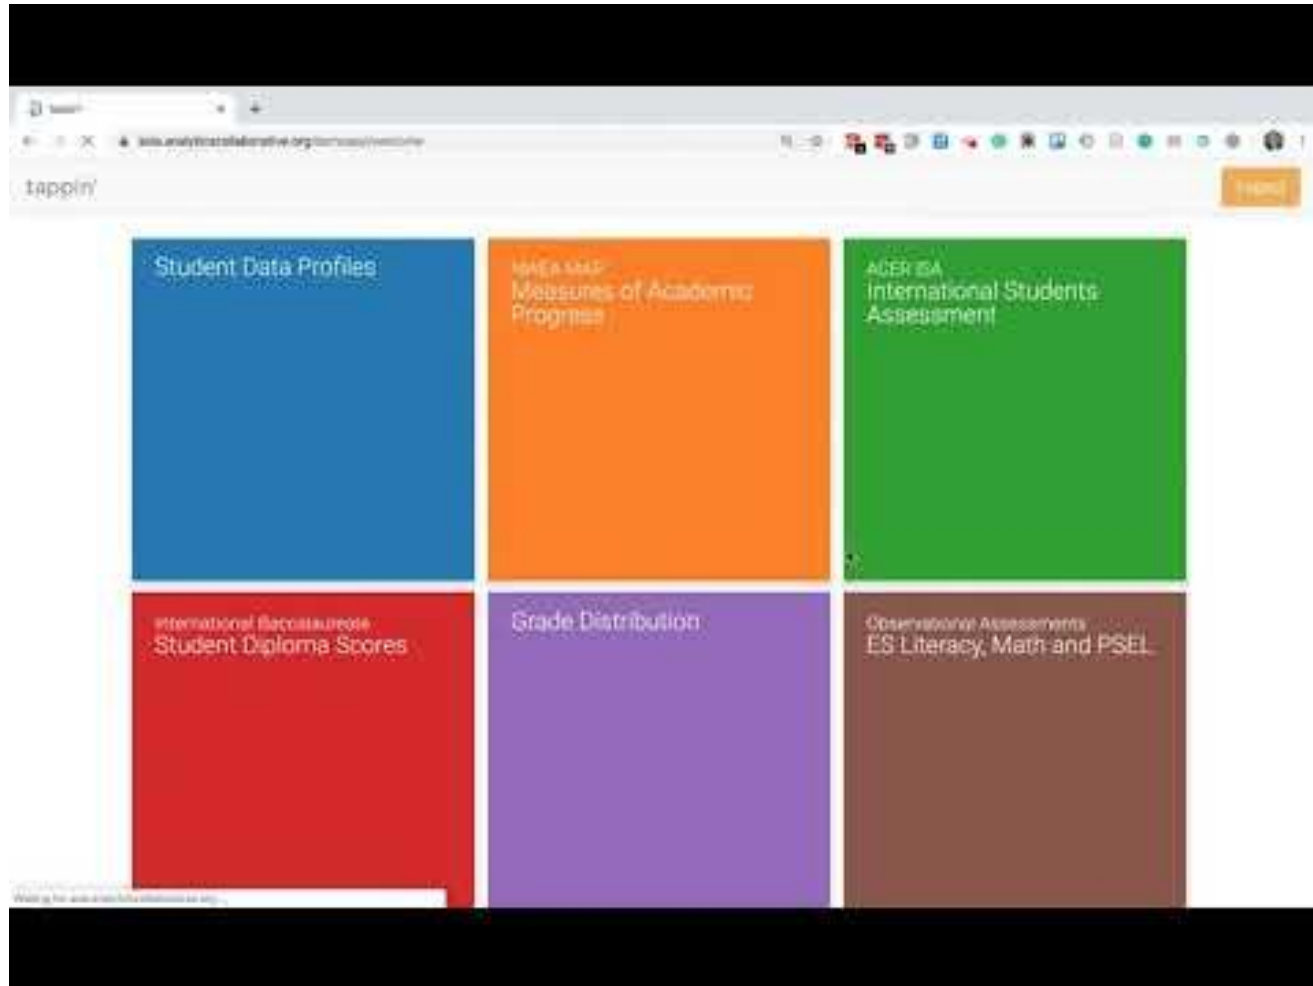 tappin'
Student Data Profiles
Measures of Academic
Progress
ACER ISA
International Students
Assessment
International Baccalaureate
Student Diploma Scores
Grade Distribution
Observational Assessments
ES Literacy, Math and PSEL